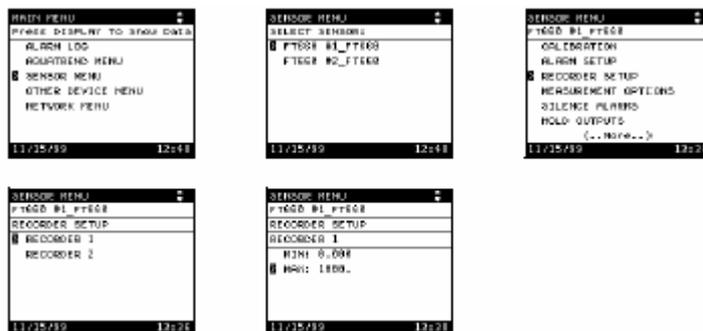 MAIN MENU
Press DISPLAY To Show Data
ALARM LOG
AQUATREND MENU
SENSOR MENU
OTHER DEVICE MENU
NETWORK MENU
11/15/99 12:48
SENSOR MENU
SELECT SENSOR:
FT660 #1_FT660
FT660 #2_FT660
11/15/99 12:48
SENSOR MENU
FT660 #1_FT660
CALIBRATION
ALARM SETUP
RECORDER SETUP
MEASUREMENT OPTIONS
SILENCE ALARMS
HOLD OUTPUTS
(..More..)
11/15/99
SENSOR MENU
FT660 #1_FT660
RECORDER SETUP
RECORDER 1
RECORDER 2
11/15/99 13:26
SENSOR MENU
FT660 #1_FT660
RECORDER SETUP
RECORDER 1
MIN: 0.000
MAX: 1000.
11/15/99